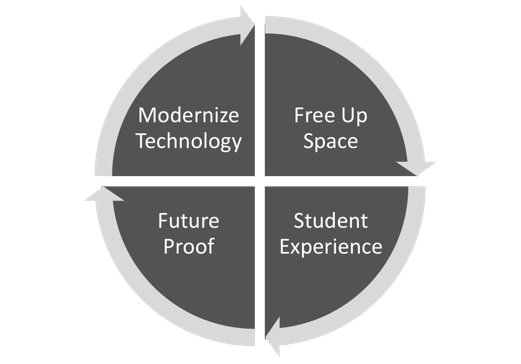 Modernize
Technology
Free Up
Space
Future
Proof
Student
Experience